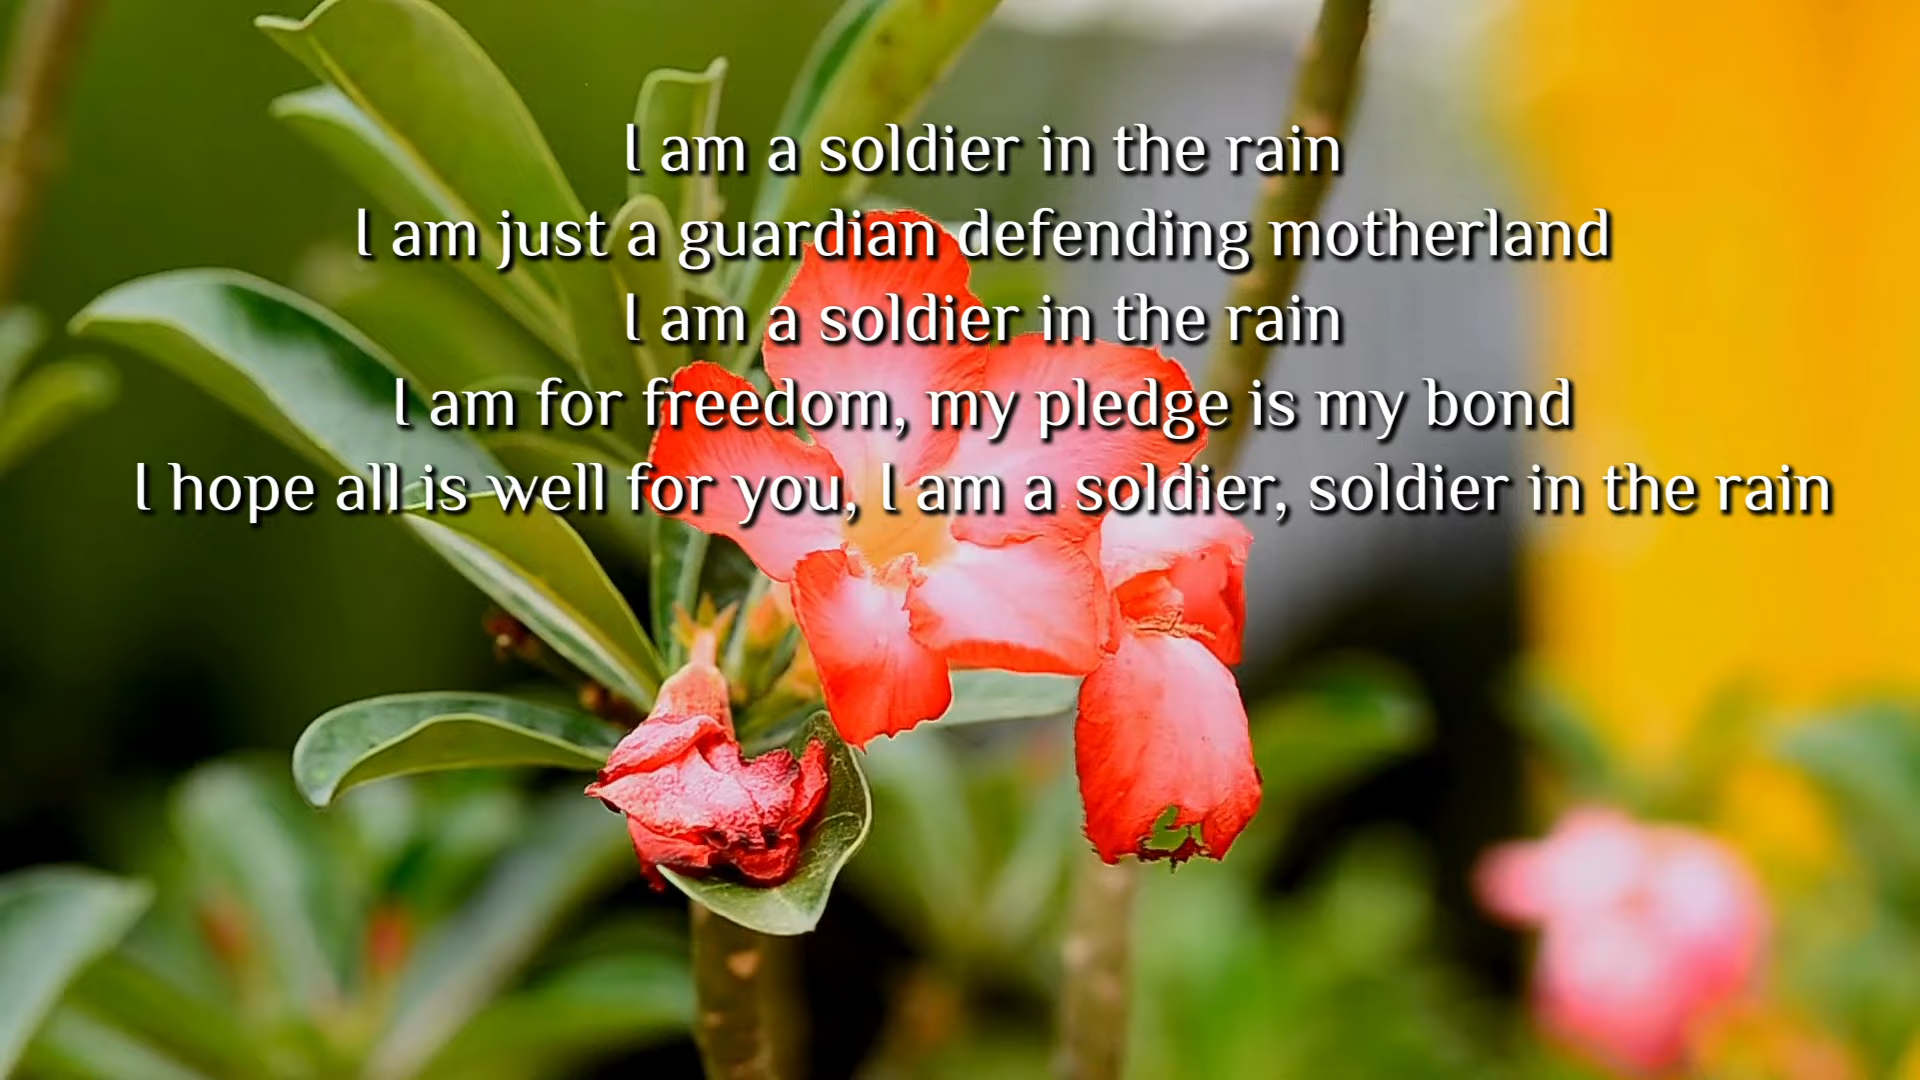 I am a soldier in the rain
I am just a guardian defending motherland
I am a soldier in the rain
I am for freedom, my pledge is my bond
I hope all is well for you, I am a soldier, soldier in the rain